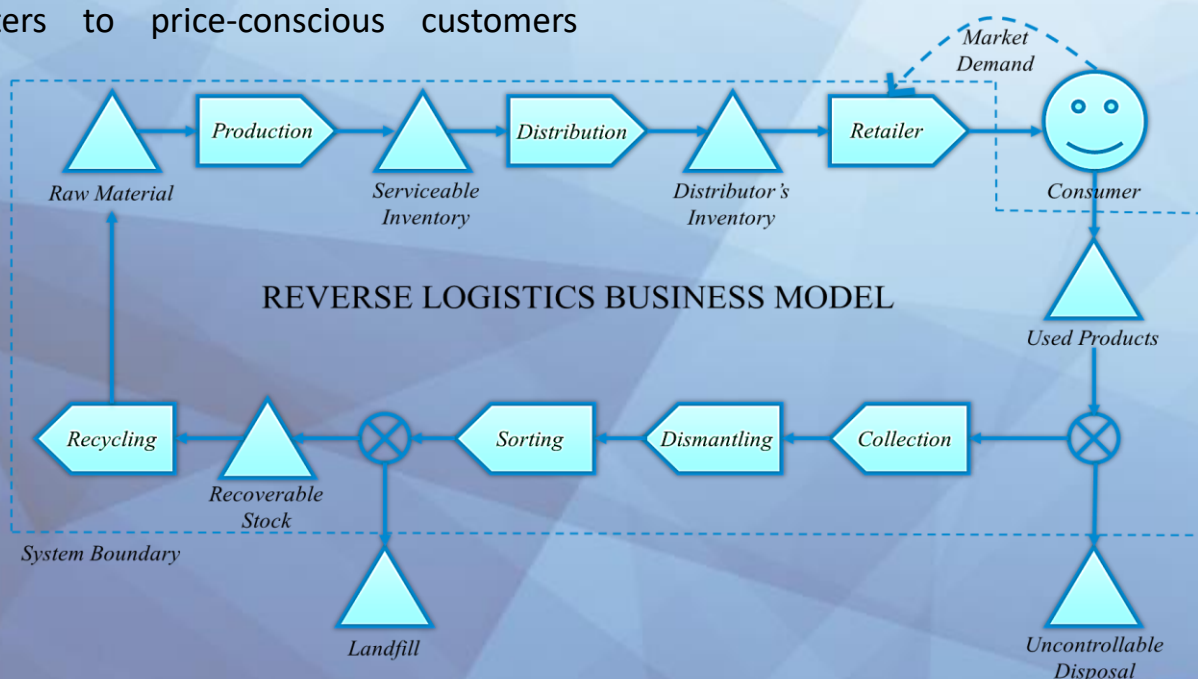 to price-conscious customers
Market
Demand
Production
Distribution
Retailer
Raw Material
Serviceable
Inventory
Distributor's
Inventory
Consumer
REVERSE LOGISTICS BUSINESS MODEL
Used Products
Recycling
Sorting
Dismantling
Collection
Recoverable
Stock
System Boundary
Landfill
Uncontrollable
Disposal